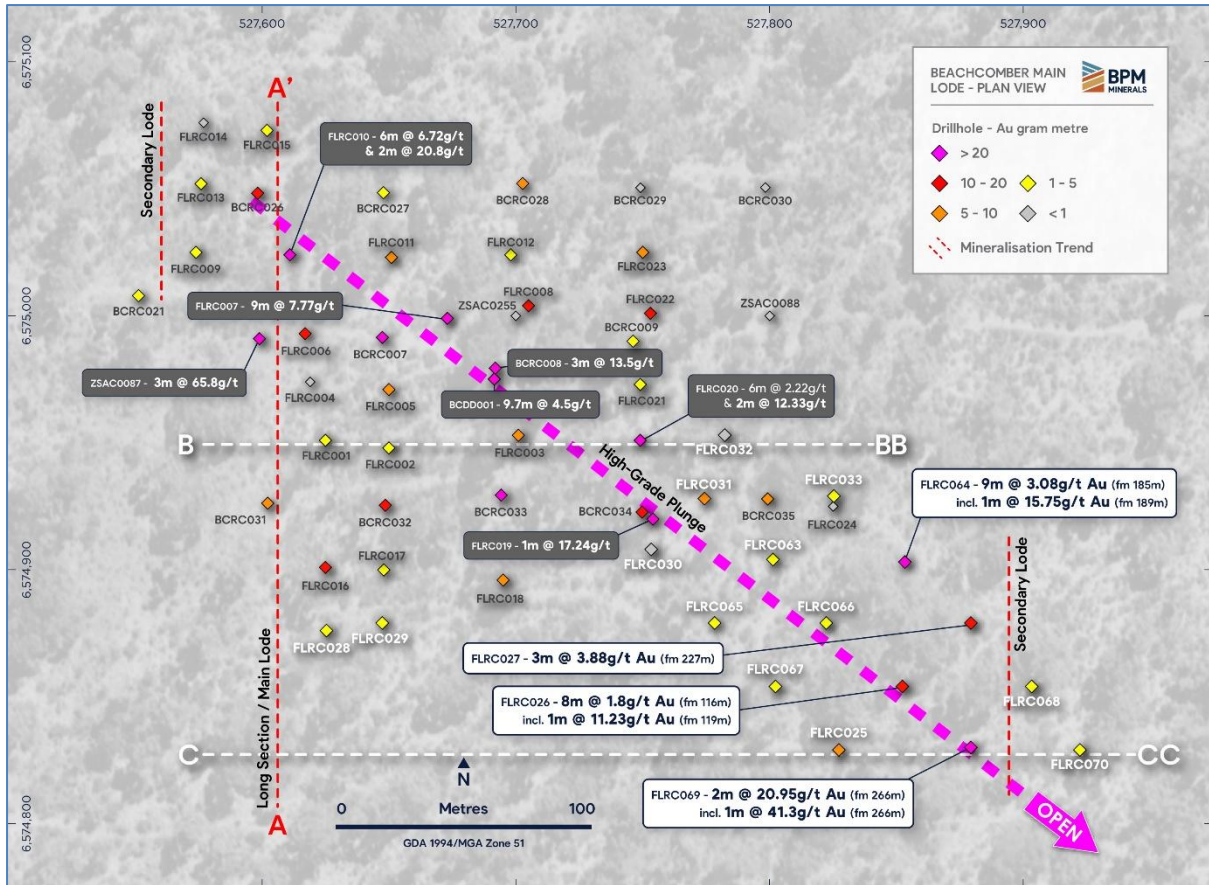 527,600
527,700
527,800
527,900
6,575,100
6,575,000
6,574,900
6,574,800
BEACHCOMBER MAIN
LODE - PLAN VIEW
BPM
MINERALS
Drillhole - Au gram metre
> 20
10 - 20
1 - 5
5 - 10
< 1
Mineralisation Trend
A'
Secondary Lode
FLRC014
FLRC015
FLRC010 - 6m @ 6.72g/t
& 2m @ 20.8g/t
FLRC013
BCRC026
BCRC027
BCRC028
BCRC029
BCRC030
FLRC009
FLRC011
FLRC012
FLRC023
BCRC021
FLRC007 - 9m @ 7.77g/t
ZSAC0255
FLRC008
FLRC022
ZSAC0088
BCRC009
FLRC006
BCRC007
BCRC008 - 3m @ 13.5g/t
ZSAC0087 - 3m @ 65.8g/t
FLRC004
FLRC005
BCDD001 - 9.7m @ 4.5g/t
FLRC021
FLRC020 - 6m @ 2.22g/t
& 2m @ 12.33g/t
B
BB
FLRC001
FLRC002
FLRC003
FLRC032
High-Grade Plunge
FLRC064 - 9m @ 3.08g/t Au (fm 185m)
incl. 1m @ 15.75g/t Au (fm 189m)
BCRC031
BCRC032
BCRC033
BCRC034
FLRC031
BCRC035
FLRC033
FLRC024
FLRC019 - 1m @ 17.24g/t
FLRC017
FLRC030
FLRC063
FLRC016
FLRC018
Secondary Lode
FLRC028
FLRC029
FLRC065
FLRC066
FLRC027 - 3m @ 3.88g/t Au (fm 227m)
FLRC067
FLRC068
FLRC026 - 8m @ 1.8g/t Au (fm 116m)
incl. 1m @ 11.23g/t Au (fm 119m)
Long Section / Main Lode
FLRC025
C
CC
FLRC070
N
FLRC069 - 2m @ 20.95g/t Au (fm 266m)
incl. 1m @ 41.3g/t Au (fm 266m)
OPEN
A
0 Metres 100
GDA 1994/MGA Zone 51